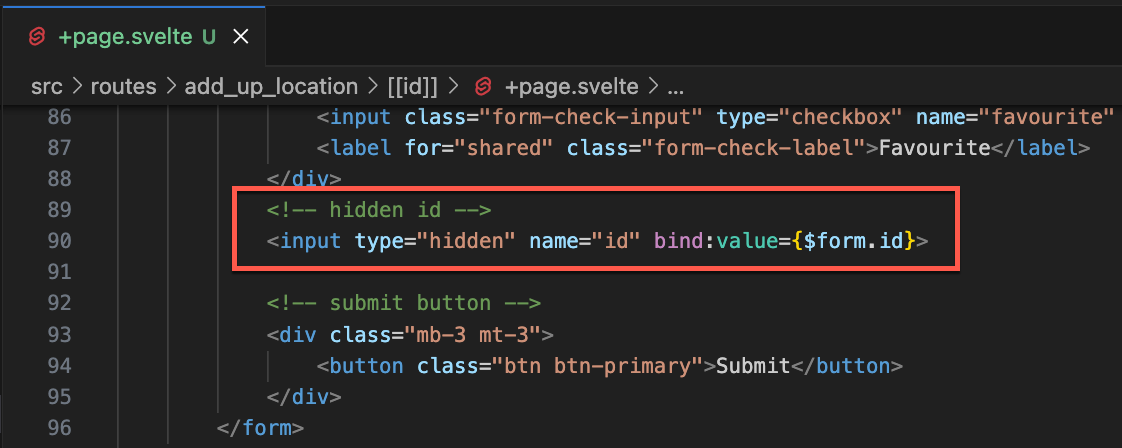 +page.svelte U ×
src > routes > add_up_location > [[id]] > +page.svelte > ...
86 <input class="form-check-input" type="checkbox" name="favourite"
87 <label for="shared" class="form-check-label">Favourite</label>
88 </div>
89 <!-- hidden id -->
90 <input type="hidden" name="id" bind:value={$form.id}>
91
92 <!-- submit button -->
93 <div class="mb-3 mt-3">
94 <button class="btn btn-primary">Submit</button>
95 </div>
96 </form>